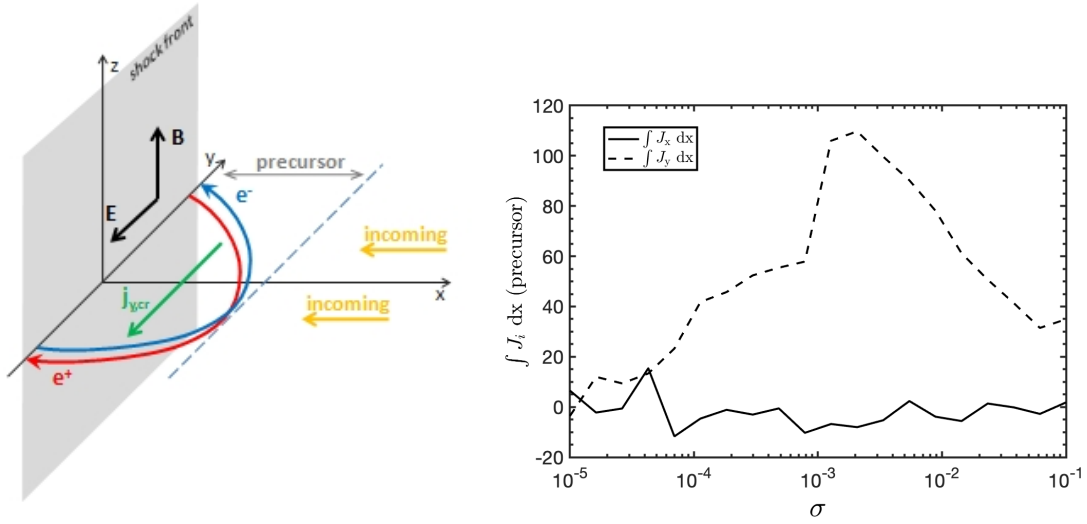 shock front
z
B
y
precursor
e-
E
incoming
j_y,cr
x
incoming
e+
∫ J_x dx
∫ J_y dx
∫ J_i dx (precursor)
120
100
80
60
40
20
0
-20
10^-5
10^-4
10^-3
10^-2
10^-1
σ